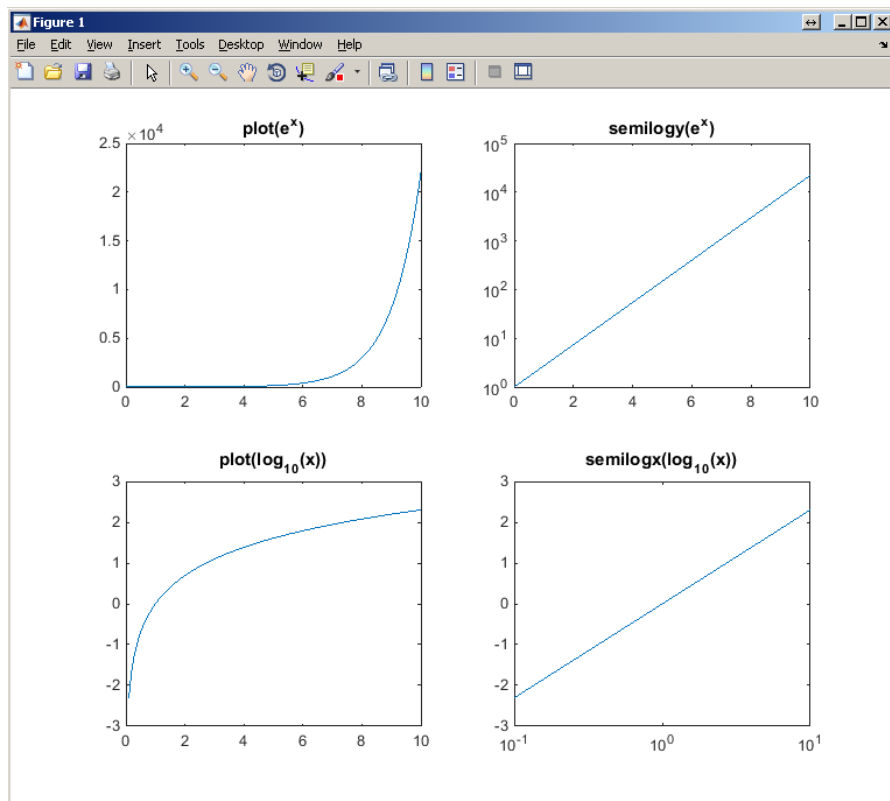 Figure 1
File Edit View Insert Tools Desktop Window Help
plot(e^x)
2.5 ×10^4
2
1.5
1
0.5
0
0 2 4 6 8 10
semilogy(e^x)
10^5
10^4
10^3
10^2
10^1
10^0
0 2 4 6 8 10
plot(log_10(x))
3
2
1
0
-1
-2
-3
0 2 4 6 8 10
semilogx(log_10(x))
3
2
1
0
-1
-2
-3
10^-1 10^0 10^1